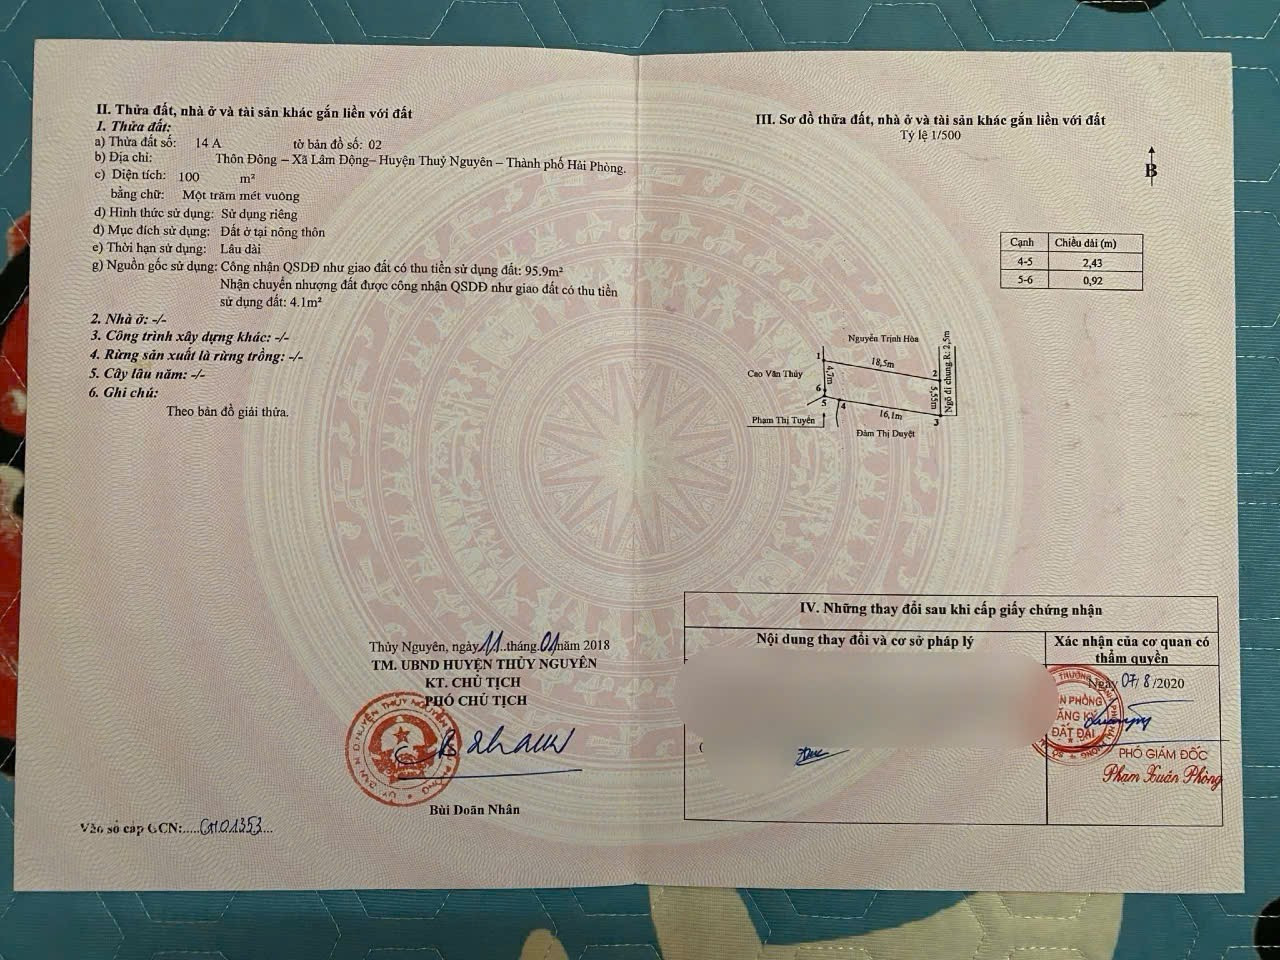 II. Thửa đất, nhà ở và tài sản khác gắn liền với đất
1. Thửa đất:
a) Thửa đất số: 14 A tờ bản đồ số: 02
b) Địa chỉ: Thôn Đông – Xã Lâm Động– Huyện Thuỷ Nguyên – Thành phố Hải Phòng.
c) Diện tích: 100 m²
bằng chữ: Một trăm mét vuông
d) Hình thức sử dụng: Sử dụng riêng
đ) Mục đích sử dụng: Đất ở tại nông thôn
e) Thời hạn sử dụng: Lâu dài
g) Nguồn gốc sử dụng: Công nhận QSDĐ như giao đất có thu tiền sử dụng đất: 95.9m²
Nhận chuyển nhượng đất được công nhận QSDĐ như giao đất có thu tiền
sử dụng đất: 4.1m²
2. Nhà ở: -/-
3. Công trình xây dựng khác: -/-
4. Rừng sản xuất là rừng trồng: -/-
5. Cây lâu năm: -/-
6. Ghi chú:
Theo bản đồ giải thửa.
Thủy Nguyên, ngày 11..tháng.01năm 2018
TM. UBND HUYỆN THỦY NGUYÊN
KT. CHỦ TỊCH
PHÓ CHỦ TỊCH
Bùi Doãn Nhân
Vào sổ cấp GCN:.....CH01353...
III. Sơ đồ thửa đất, nhà ở và tài sản khác gắn liền với đất
Tỷ lệ 1/500
B
Cạnh Chiều dài (m)
4-5 2,43
5-6 0,92
Nguyễn Trịnh Hòa
1
18,5m
2
Cao Văn Thủy
4,7m
6
5
4
5,55m
Ngõ đi chung R: 2,5m
16,1m
3
Phạm Thị Tuyển
Đàm Thị Duyệt
IV. Những thay đổi sau khi cấp giấy chứng nhận
Nội dung thay đổi và cơ sở pháp lý
Xác nhận của cơ quan có
thẩm quyền
Ngày 07/8/2020
ĐẤT ĐAI
PHÓ GIÁM ĐỐC
Phạm Xuân Phòng